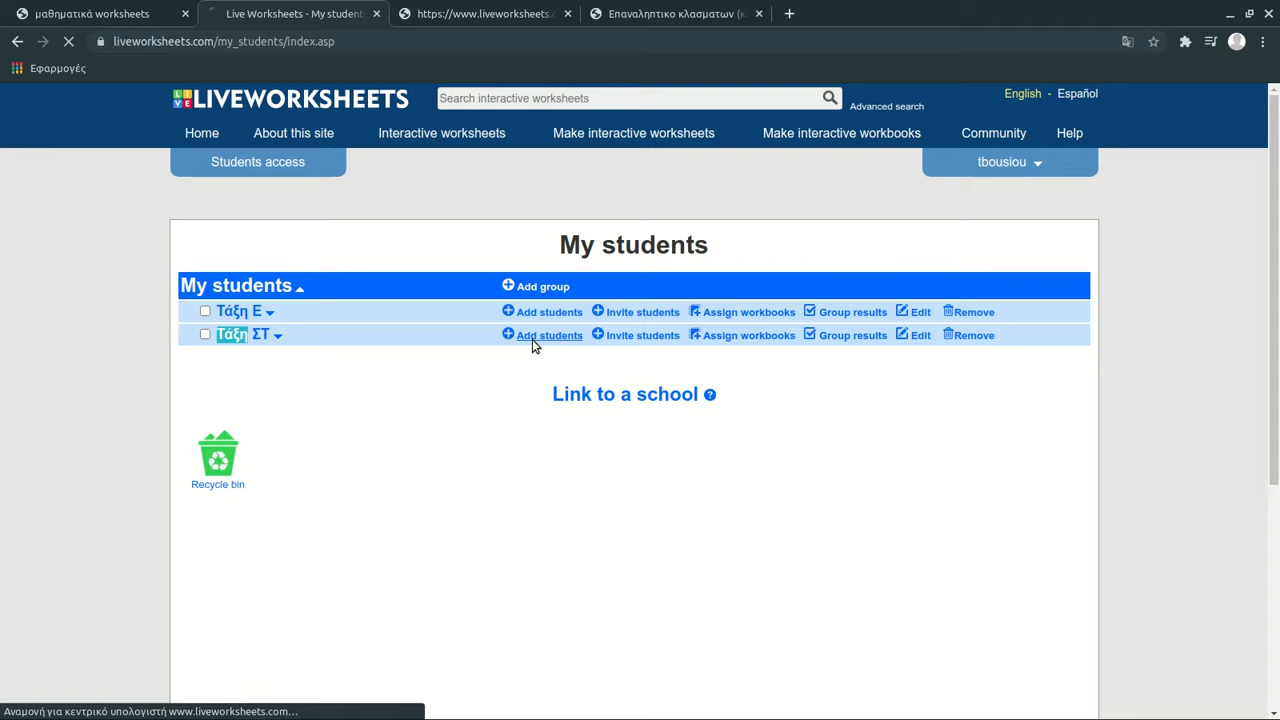 μαθηματικά worksheets
Live Worksheets - My student
https://www.liveworksheets.c
Επαναληπτικο κλασματων (κ
liveworksheets.com/my_students/index.asp
Εφαρμογές
LIVEWORKSHEETS
Search interactive worksheets
Advanced search
English - Español
Home About this site Interactive worksheets Make interactive worksheets Make interactive workbooks Community Help
Students access
tbousiou
My students
My students Add group
Τάξη Ε Add students Invite students Assign workbooks Group results Edit Remove
Τάξη ΣΤ Add students Invite students Assign workbooks Group results Edit Remove
Link to a school ?
Recycle bin
Αναμονή για κεντρικό υπολογιστή www.liveworksheets.com…